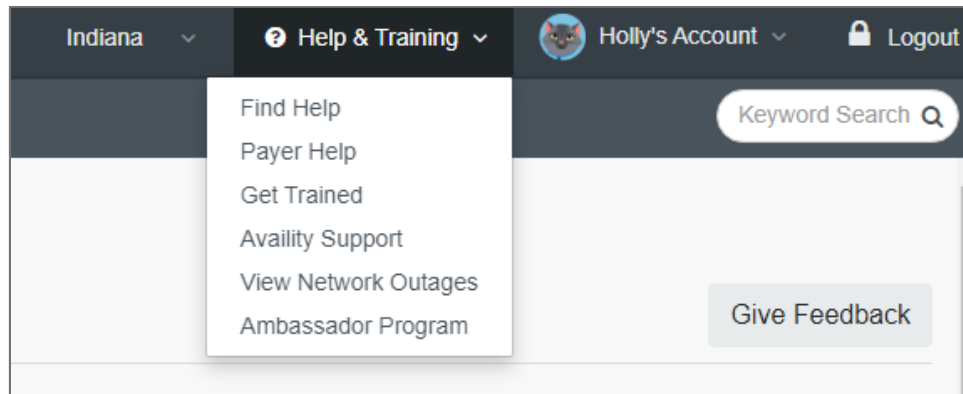 Indiana
Help & Training
Holly's Account
Logout
Find Help
Payer Help
Get Trained
Availity Support
View Network Outages
Ambassador Program
Keyword Search
Give Feedback